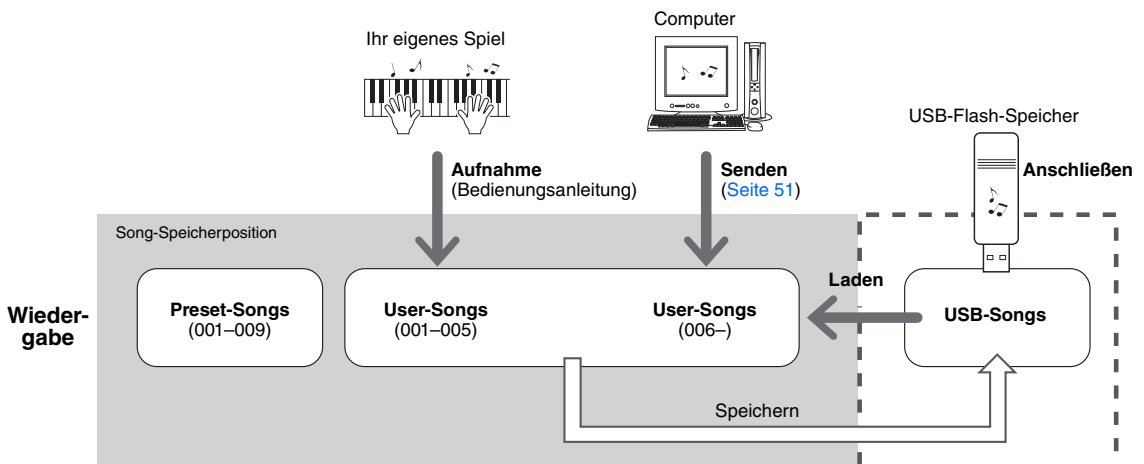 Computer
Ihr eigenes Spiel
USB-Flash-Speicher
Aufnahme
(Bedienungsanleitung)
Senden
(Seite 51)
Anschließen
Song-Speicherposition
Laden
Wieder-
gabe
Preset-Songs
(001–009)
User-Songs
(001–005)
User-Songs
(006–)
USB-Songs
Speichern